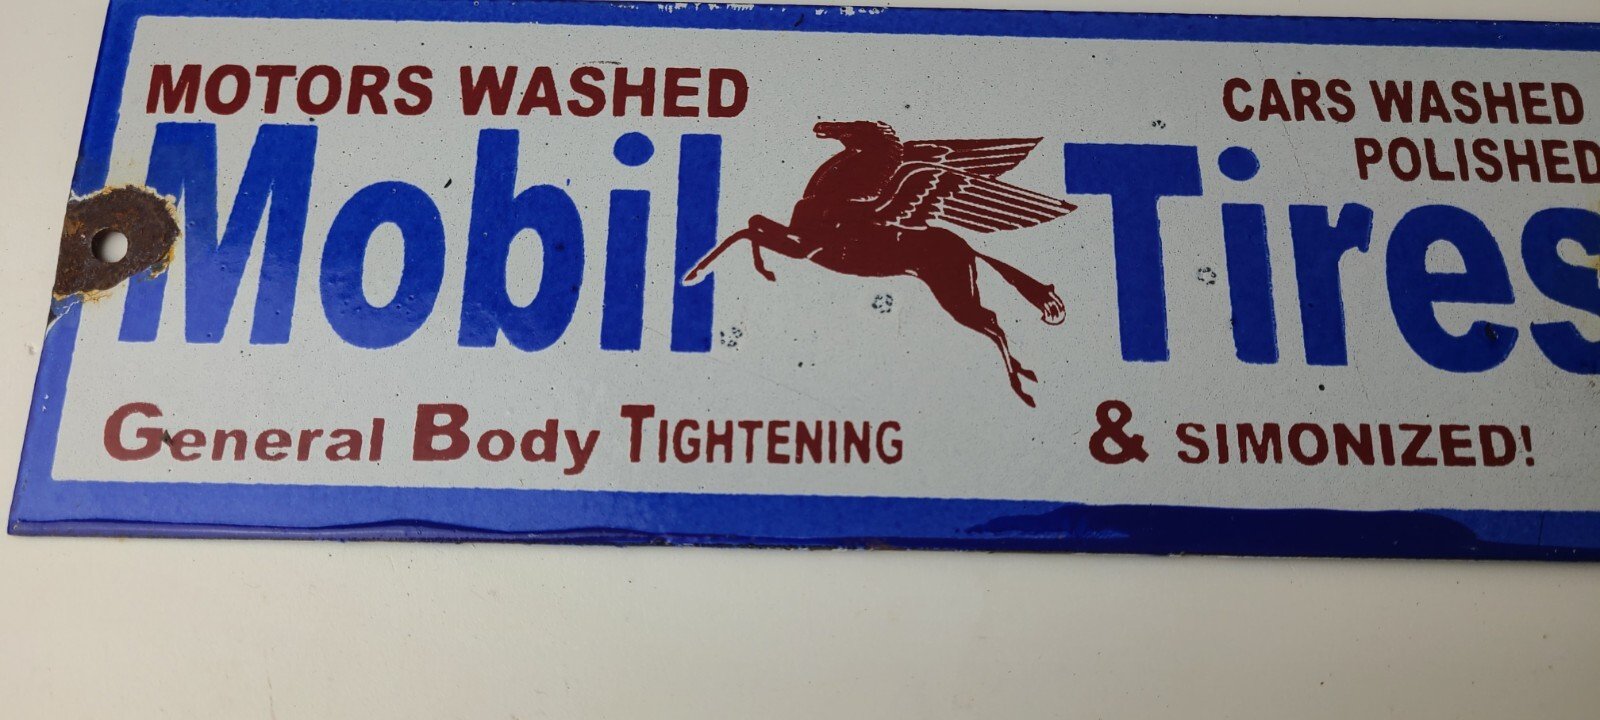 MOTORS WASHED
CARS WASHED
POLISHED
Mobil Tires
General Body TIGHTENING & SIMONIZED!